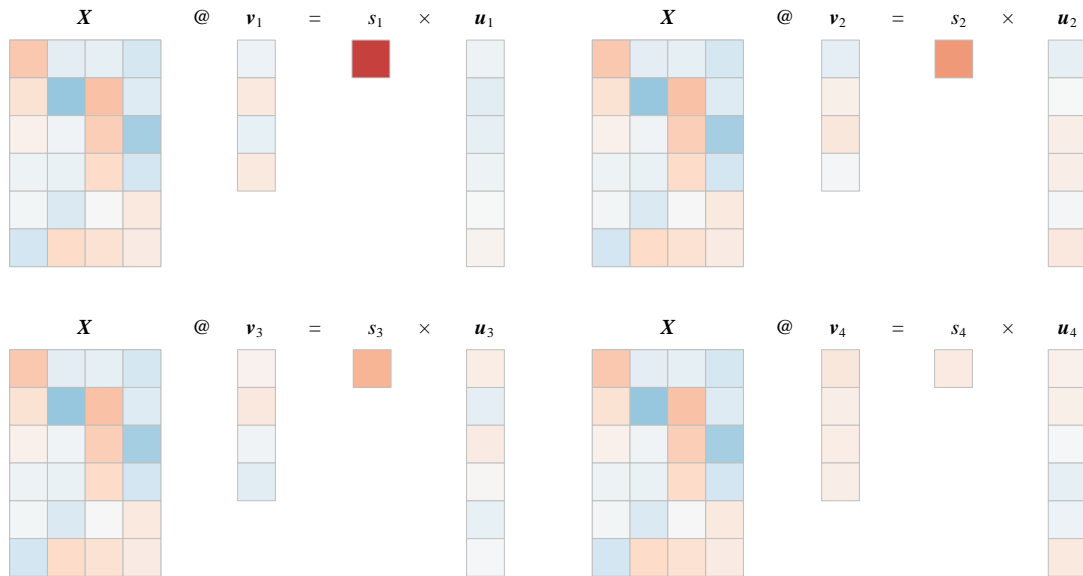 X @ v₁ = s₁ × u₁ X @ v₂ = s₂ × u₂
X @ v₃ = s₃ × u₃ X @ v₄ = s₄ × u₄